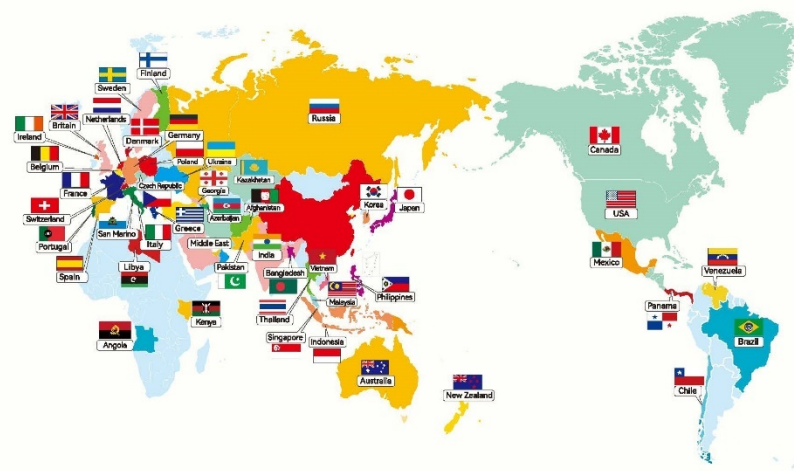 Finland
Sweden
Netherlands
Britain
Ireland
Denmark
Germany
Russia
Belgium
Poland
Ukraina
Czech Republic
Kazakhstan
France
Georgia
Afghanistan
Korea
Japan
Switzerland
Greece
Azerbaijan
Portugal
San Marino
Italy
Middle East
India
Spain
Libya
Pakistan
Bangladesh
Vietnam
Malaysia
Philippines
Kenya
Thailand
Angola
Singapore
Indonesia
Australia
New Zealand
Canada
USA
Mexico
Venezuela
Panama
Brazil
Chile